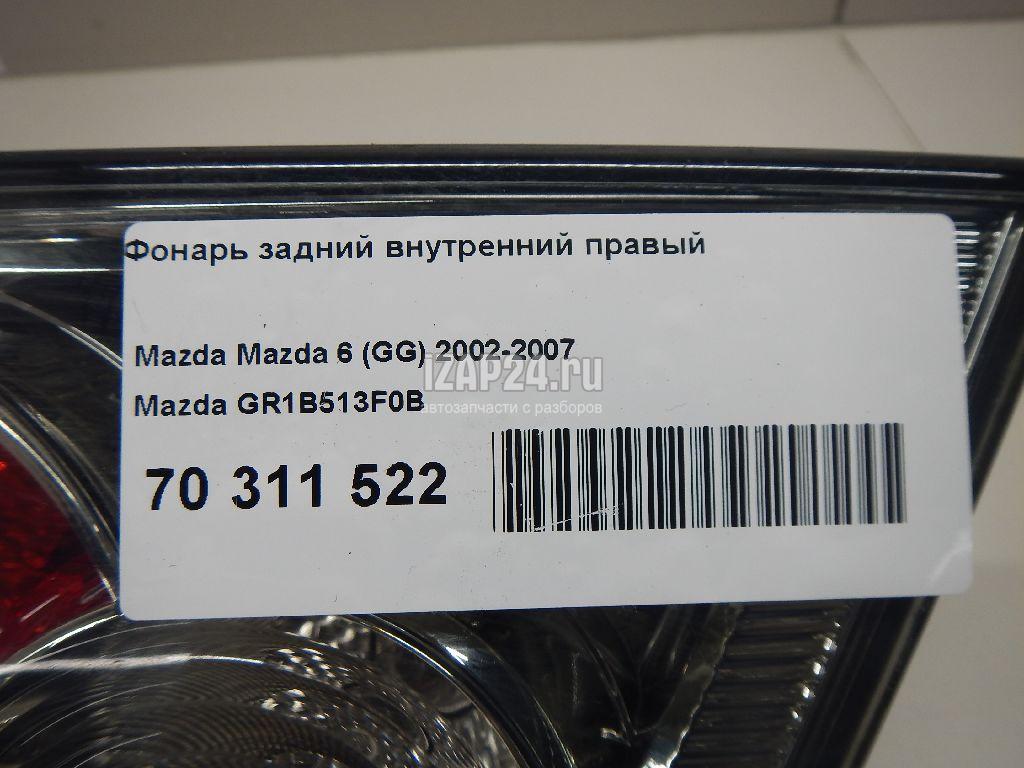 Фонарь задний внутренний правый
Mazda Mazda 6 (GG) 2002-2007
iZAP24.ru
Mazda GR1B513F0B
автозапчасти с разборов
70 311 522